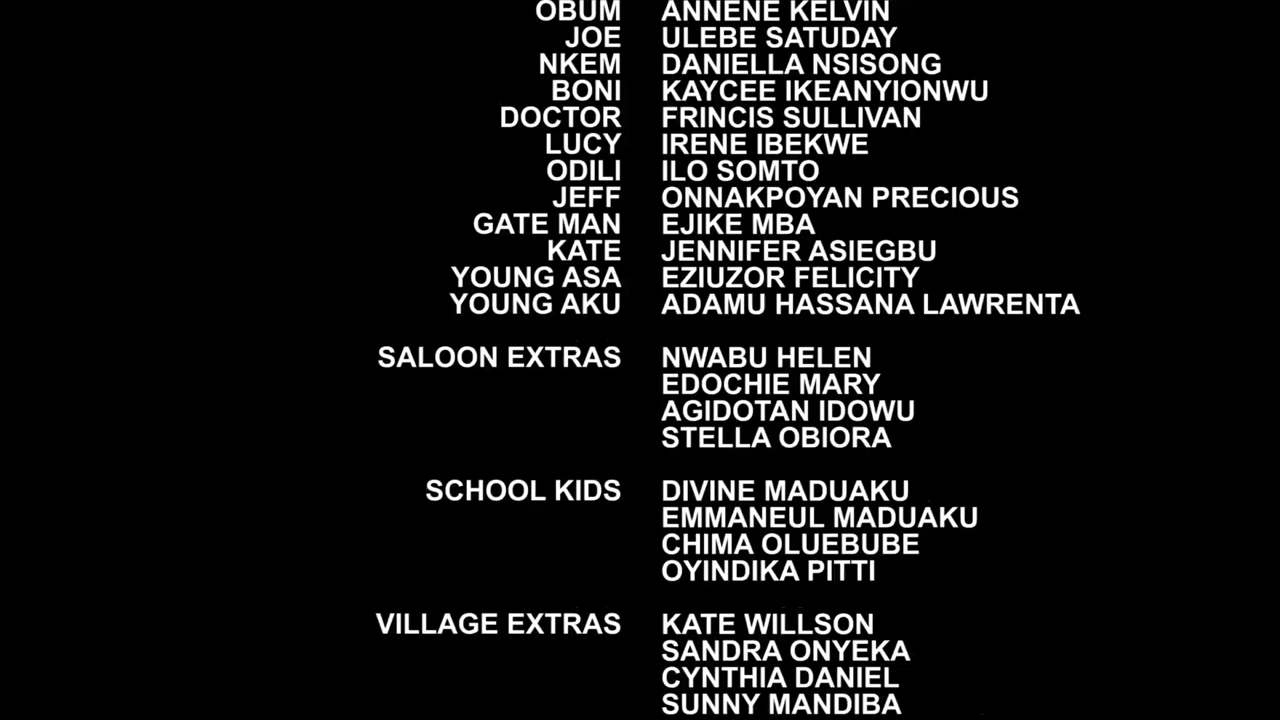 OBUM ANNENE KELVIN
JOE ULEBE SATUDAY
NKEM DANIELLA NSISONG
BONI KAYCEE IKEANYIONWU
DOCTOR FRINCIS SULLIVAN
LUCY IRENE IBEKWE
ODILI ILO SOMTO
JEFF ONNAKPOYAN PRECIOUS
GATE MAN EJIKE MBA
KATE JENNIFER ASIEGBU
YOUNG ASA EZIUZOR FELICITY
YOUNG AKU ADAMU HASSANA LAWRENTA
SALOON EXTRAS NWABU HELEN
EDOCHIE MARY
AGIDOTAN IDOWU
STELLA OBIORA
SCHOOL KIDS DIVINE MADUAKU
EMMANEUL MADUAKU
CHIMA OLUEBUBE
OYINDIKA PITTI
VILLAGE EXTRAS KATE WILLSON
SANDRA ONYEKA
CYNTHIA DANIEL
SUNNY MANDIBA